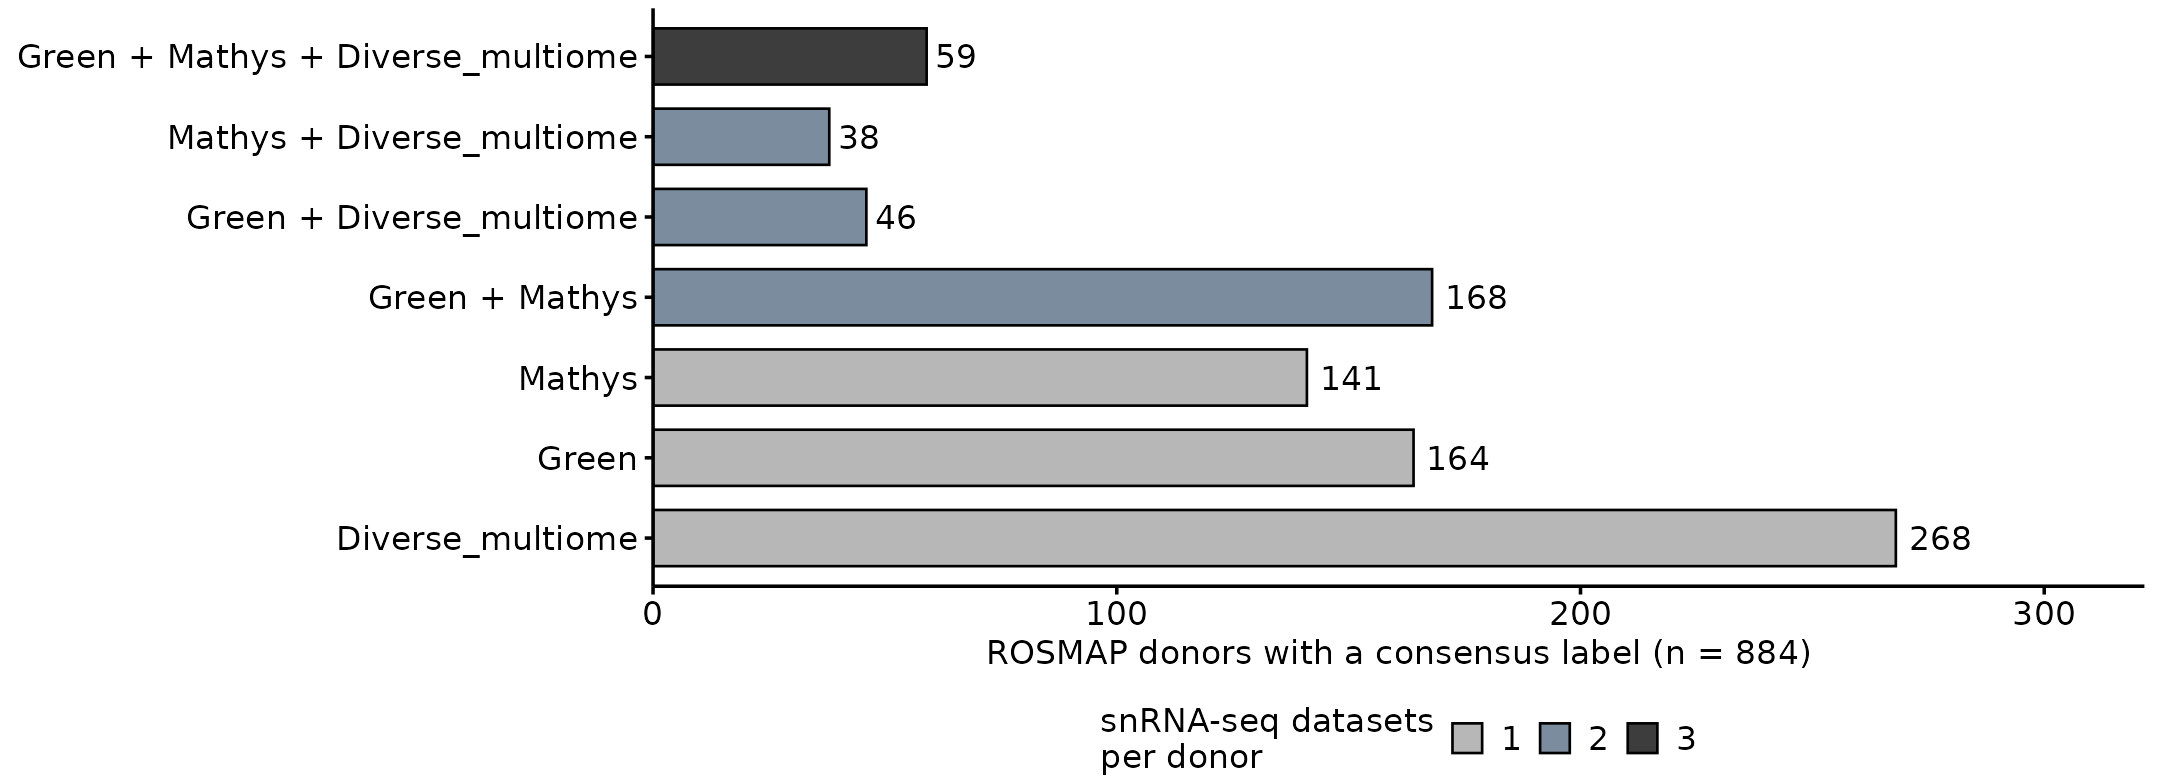 Green + Mathys + Diverse_multiome 59
Mathys + Diverse_multiome 38
Green + Diverse_multiome 46
Green + Mathys 168
Mathys 141
Green 164
Diverse_multiome 268
0 100 200 300
ROSMAP donors with a consensus label (n = 884)
snRNA-seq datasets
per donor
1 2 3